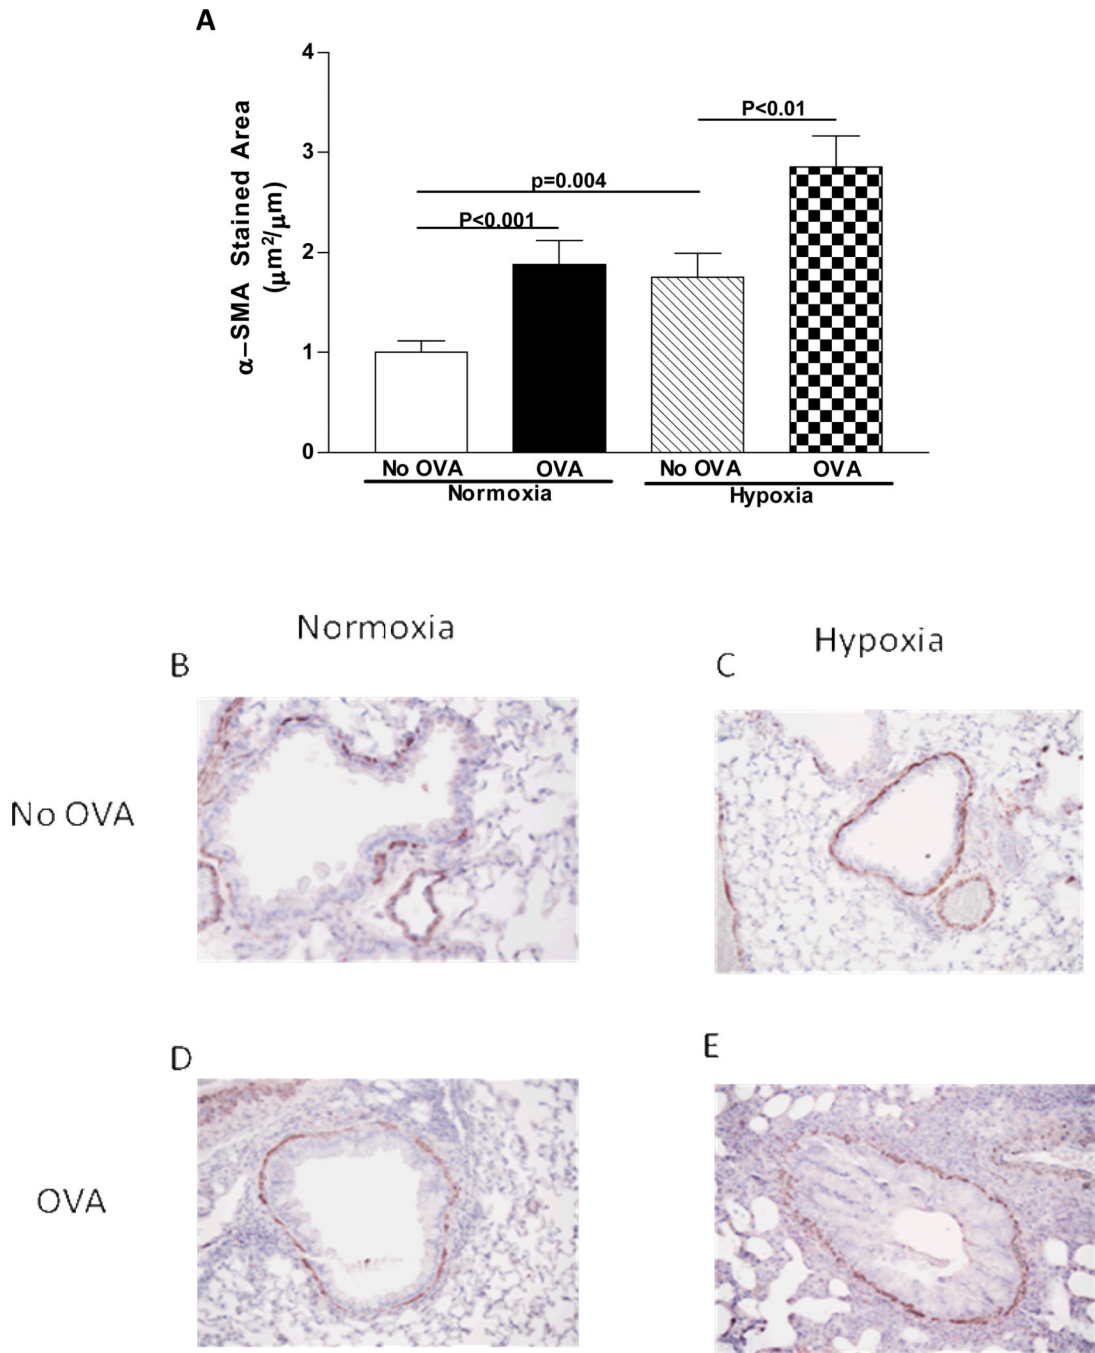 A
4
3
2
1
0
α–SMA Stained Area
(μm²/μm)
P<0.01
p=0.004
P<0.001
No OVA OVA No OVA OVA
Normoxia Hypoxia
Normoxia Hypoxia
B C
No OVA
D E
OVA